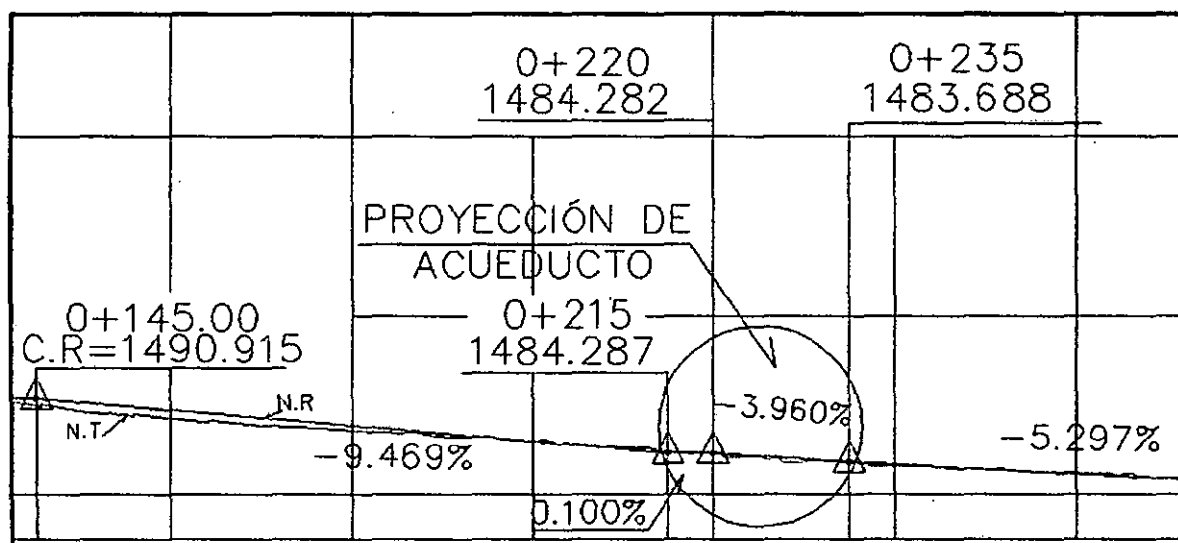 0+220
1484.282
0+235
1483.688
PROYECCIÓN DE
ACUEDUCTO
0+145.00
C.R=1490.915
0+215
1484.287
N.R
N.T
-3.960%
-9.469%
-5.297%
0.100%